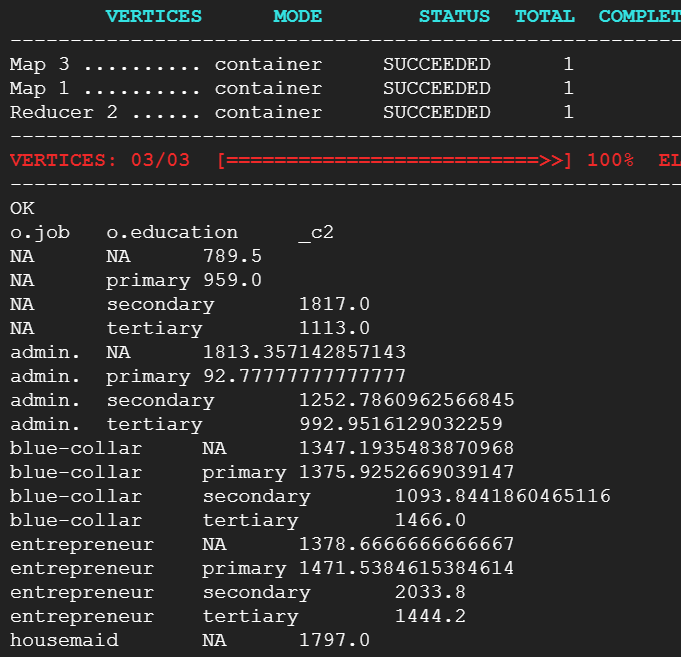 VERTICES MODE STATUS TOTAL COMPLET
Map 3 .......... container SUCCEEDED 1
Map 1 .......... container SUCCEEDED 1
Reducer 2 ...... container SUCCEEDED 1
VERTICES: 03/03 [==========================>>] 100% EL
OK
o.job o.education _c2
NA NA 789.5
NA primary 959.0
NA secondary 1817.0
NA tertiary 1113.0
admin. NA 1813.357142857143
admin. primary 92.77777777777777
admin. secondary 1252.7860962566845
admin. tertiary 992.9516129032259
blue-collar NA 1347.1935483870968
blue-collar primary 1375.9252669039147
blue-collar secondary 1093.8441860465116
blue-collar tertiary 1466.0
entrepreneur NA 1378.6666666666667
entrepreneur primary 1471.5384615384614
entrepreneur secondary 2033.8
entrepreneur tertiary 1444.2
housemaid NA 1797.0